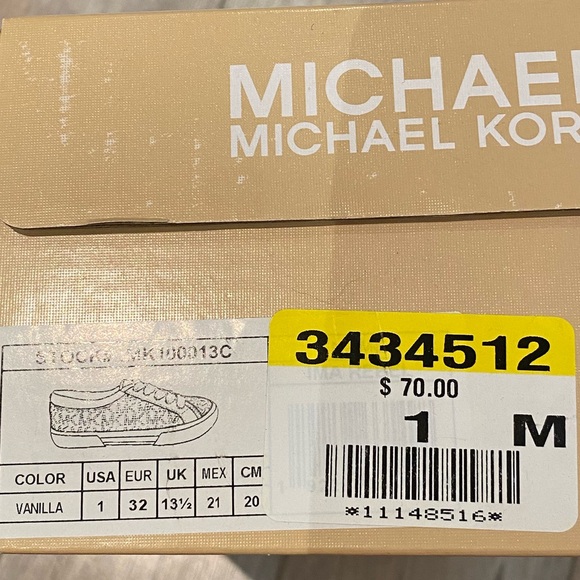 MICHAEL
MICHAEL KOR
STOCK# MK100013C
3434512
$ 70.00
1 M
COLOR USA EUR UK MEX CM
VANILLA 1 32 13½ 21 20
*11148516*